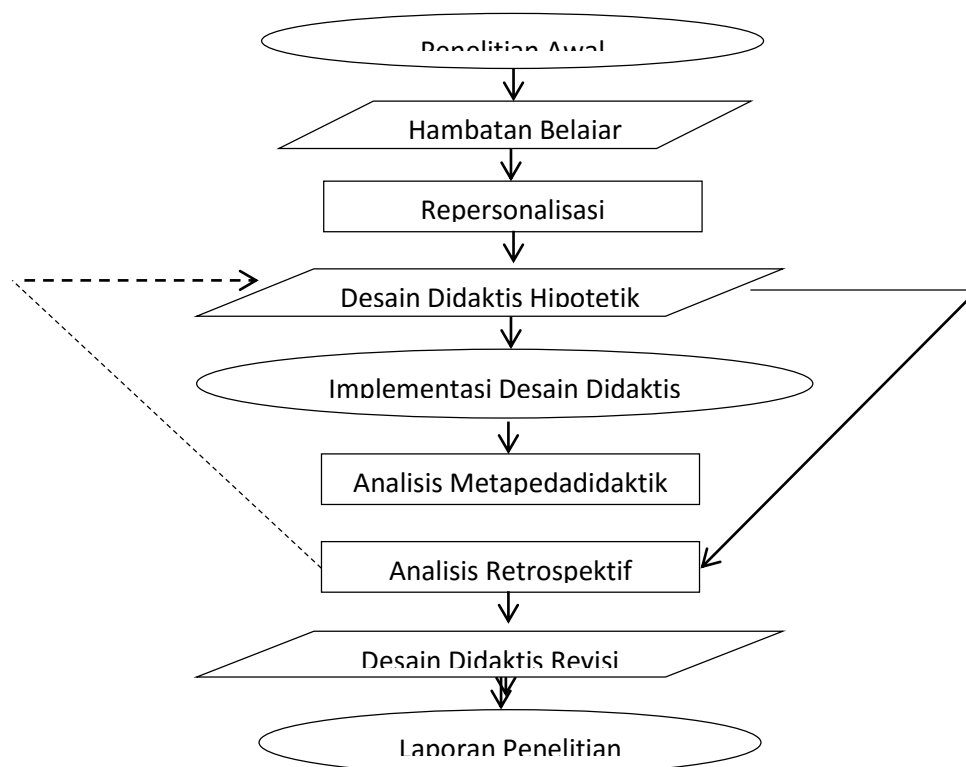 Penelitian Awal
Hambatan Belajar
Repersonalisasi
Desain Didaktis Hipotetik
Implementasi Desain Didaktis
Analisis Metapedadidaktik
Analisis Retrospektif
Desain Didaktis Revisi
Laporan Penelitian